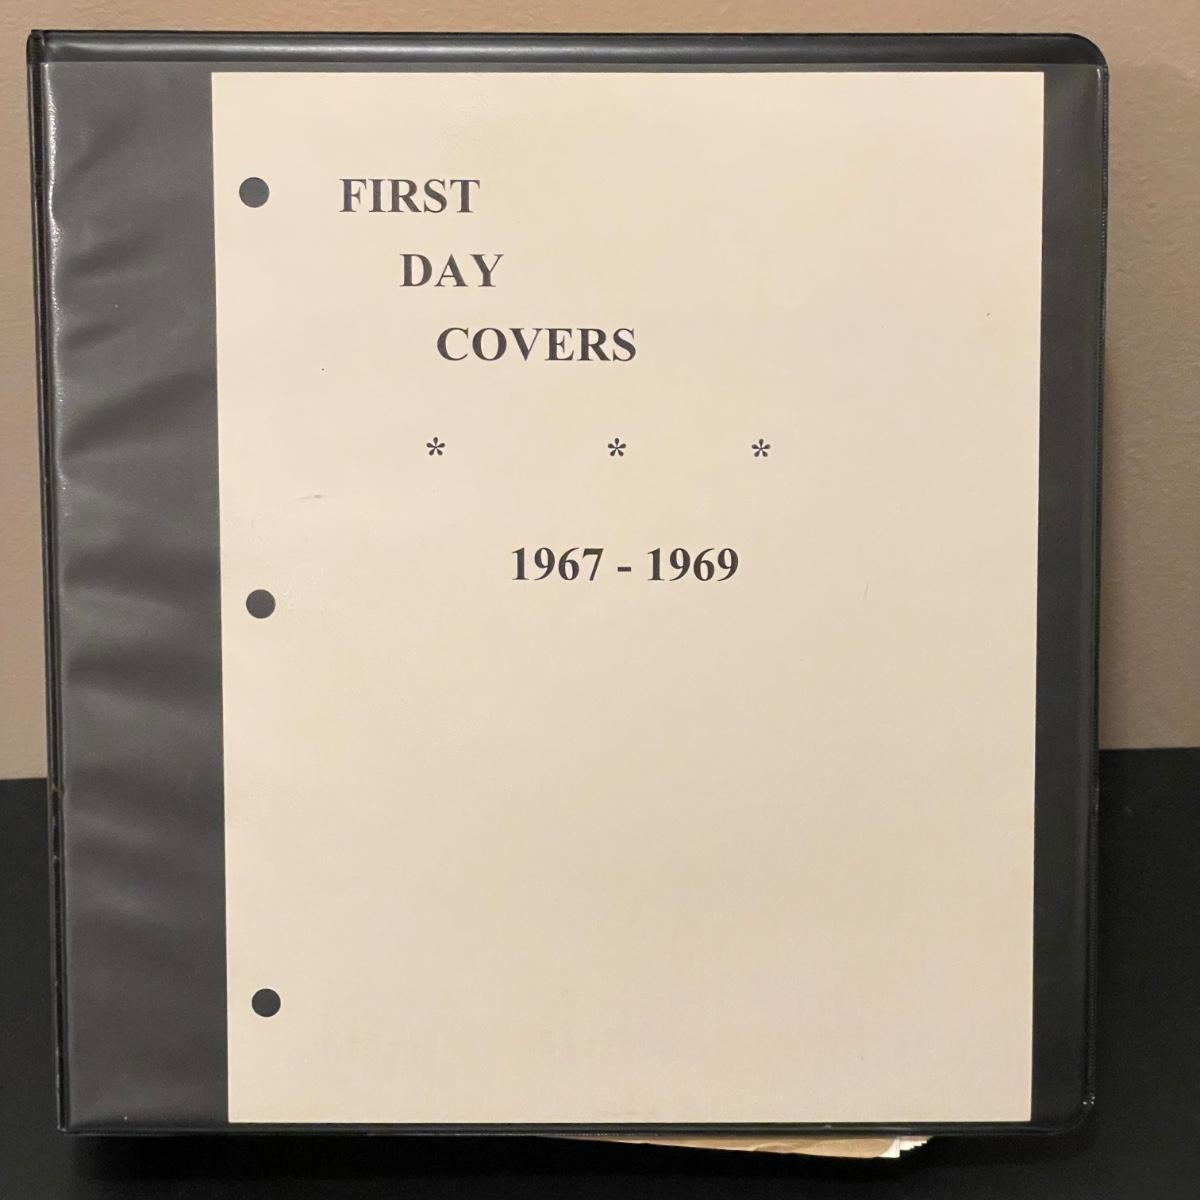 FIRST
DAY
COVERS
* * *
1967 - 1969